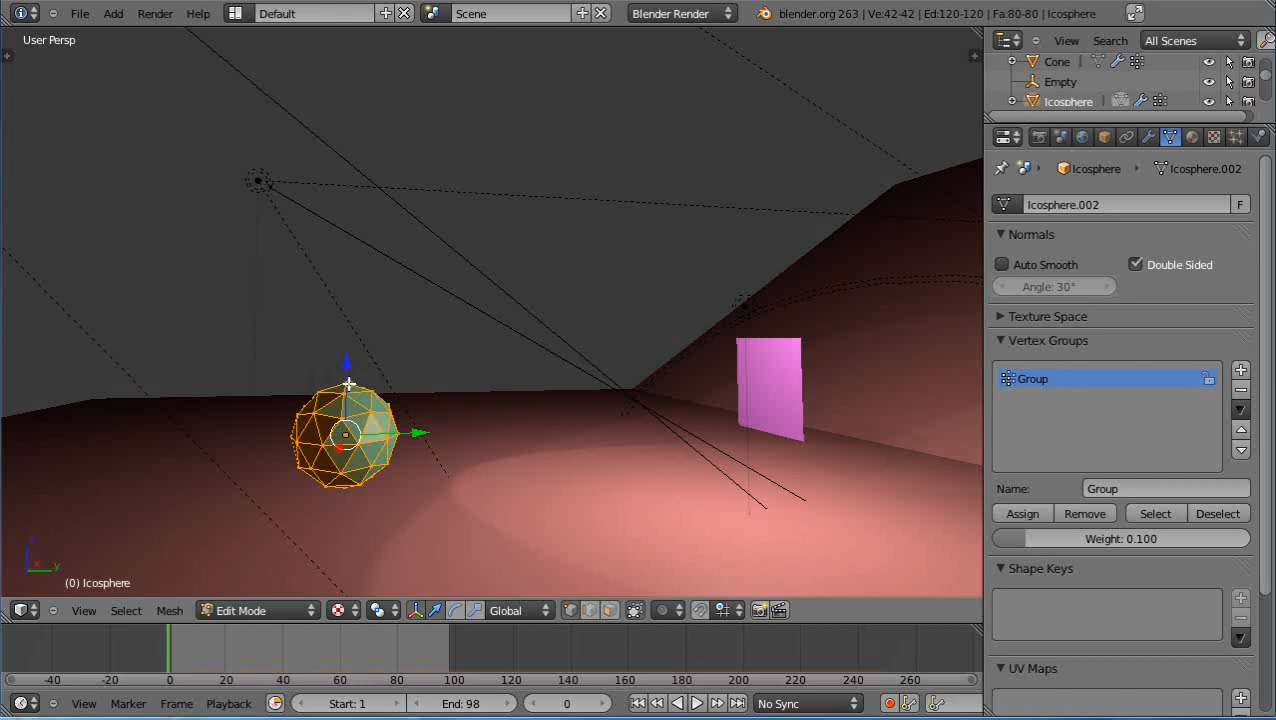 File Add Render Help Default Scene Blender Render blender.org 263 | Ve:42-42 | Ed:120-120 | Fa:80-80 | Icosphere
User Persp
View Search All Scenes
Cone
Empty
Icosphere
Icosphere Icosphere.002
Icosphere.002 F
Normals
Auto Smooth Double Sided
Angle: 30°
Texture Space
Vertex Groups
Group
Name: Group
Assign Remove Select Deselect
Weight: 0.100
Shape Keys
UV Maps
z
x y
(0) Icosphere
View Select Mesh Edit Mode Global
-40 -20 0 20 40 60 80 100 120 140 160 180 200 220 240 260
View Marker Frame Playback Start: 1 End: 98 0 No Sync